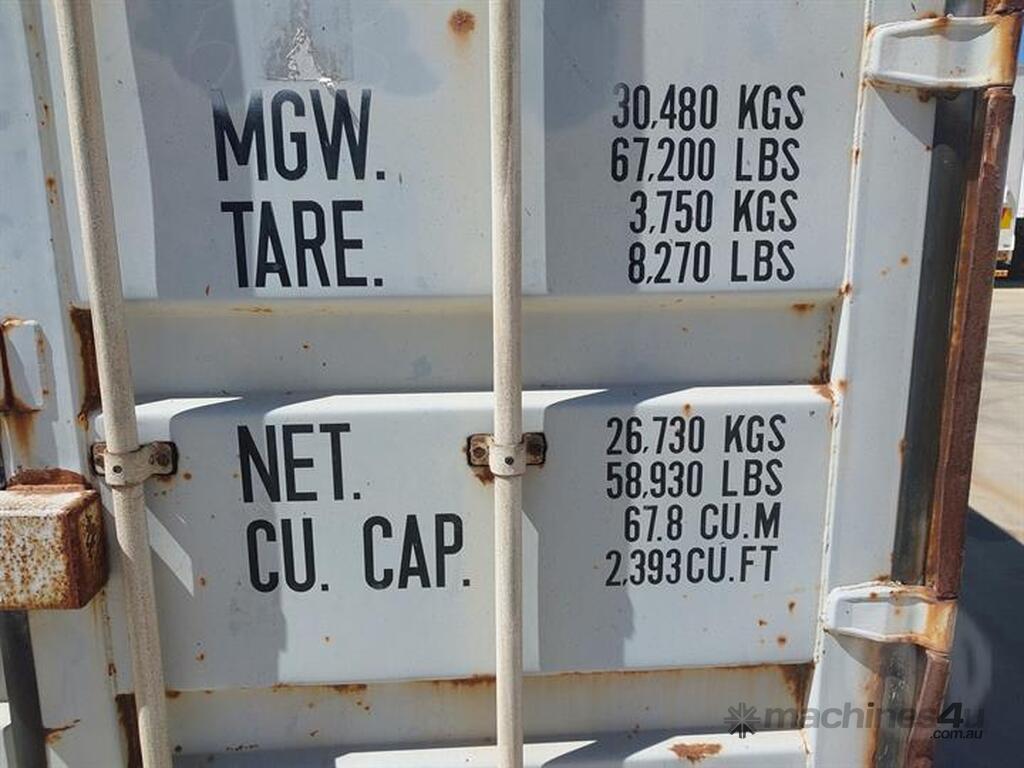 MGW. 30,480 KGS
67,200 LBS
TARE. 3,750 KGS
8,270 LBS
NET. 26,730 KGS
58,930 LBS
CU. CAP. 67.8 CU.M
2,393 CU.FT
machines4u
.com.au